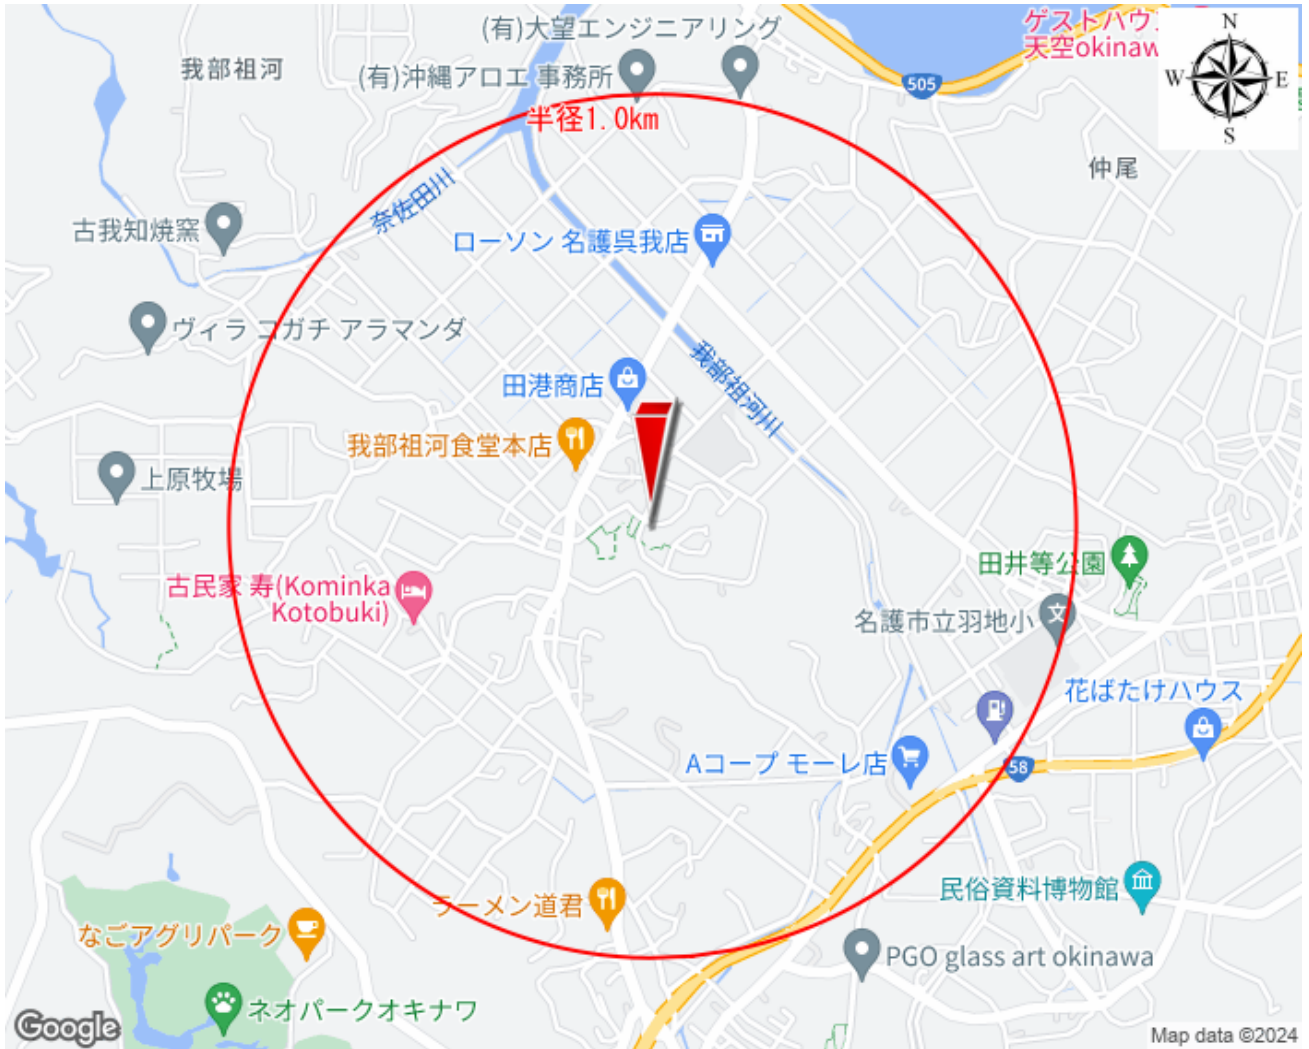 (有)大望エンジニアリング
ゲストハウ
天空okinaw
N
W
E
S
我部祖河
(有)沖縄アロエ 事務所
505
半径1.0km
仲尾
奈佐田川
古我知焼窯
ローソン 名護呉我店
ヴィラ コガチ アラマンダ
我部祖河川
田港商店
我部祖河食堂本店
上原牧場
田井等公園
古民家 寿(Kominka
Kotobuki)
文
名護市立羽地小
花ばたけハウス
Aコープ モーレ店
58
民俗資料博物館
ラーメン道君
なごアグリパーク
PGO glass art okinawa
ネオパークオキナワ
Google
Map data ©2024